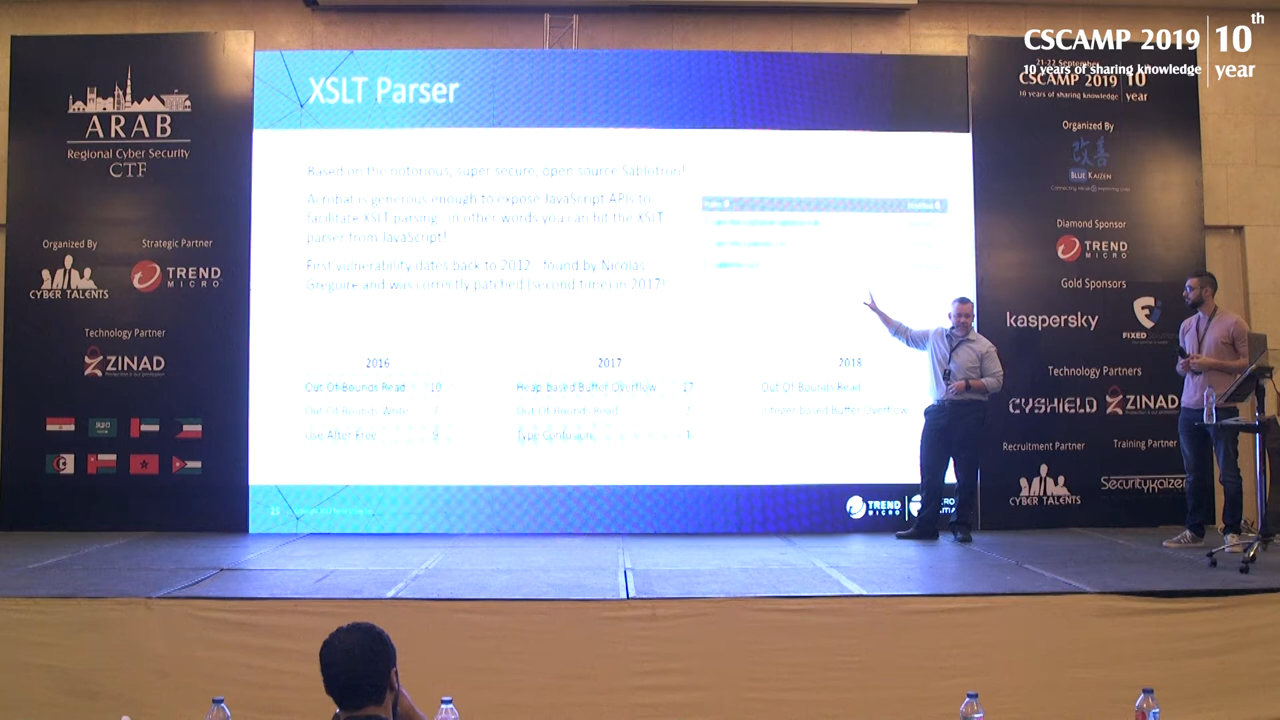 CSCAMP 2019 10th year
10 years of sharing knowledge
ARAB
Regional Cyber Security
CTF
Organized By
CYBER TALENTS
Strategic Partner
TREND MICRO
Technology Partner
ZINAD
XSLT Parser
Based on the notorious, super secure, open source Sablotron!
Acrobat is generous enough to expose JavaScript APIs to
facilitate XSLT parsing in other words you can hit the XSLT
parser from JavaScript!
First vulnerability dates back to 2012 found by Nicolas
Gregoire and was correctly patched (second time) in 2017!
2016
Out Of Bounds Read 10
Out Of Bounds Write 7
Use After Free 9
2017
Heap-based Buffer Overflow 17
Out Of Bounds Read 2
Type Confusion 1
2018
Out Of Bounds Read
Integer-based Buffer Overflow
TREND MICRO
21-22 September
CSCAMP 2019 10
10 years of sharing knowledge year
Organized By
改善
BLUE KAIZEN
Diamond Sponsor
TREND MICRO
Gold Sponsors
kaspersky
FIXED
Technology Partners
CYSHIELD
ZINAD
Recruitment Partner
CYBER TALENTS
Training Partner
Securitykaizen